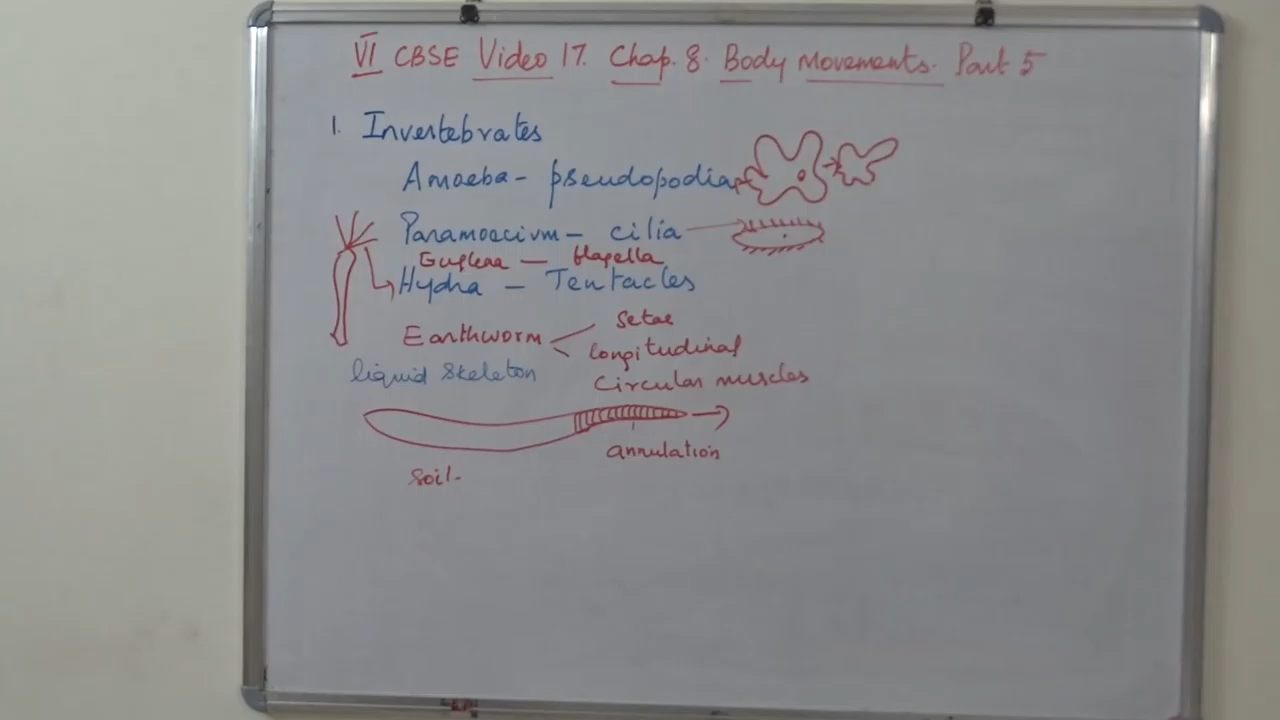 VI CBSE Video 17. Chap. 8. Body Movements. Part 5
1. Invertebrates
Amoeba - pseudopodia
Paramoecium - cilia
Euglena - flagella
Hydra - Tentacles
Earthworm
Setae
longitudinal
Circular muscles
liquid Skeleton
annulation
Soil.